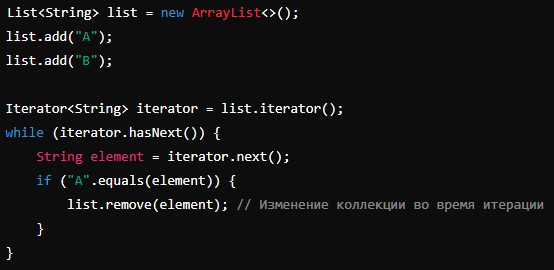 List<String> list = new ArrayList<>();
list.add("A");
list.add("B");

Iterator<String> iterator = list.iterator();
while (iterator.hasNext()) {
    String element = iterator.next();
    if ("A".equals(element)) {
        list.remove(element); // Изменение коллекции во время итерации
    }
}